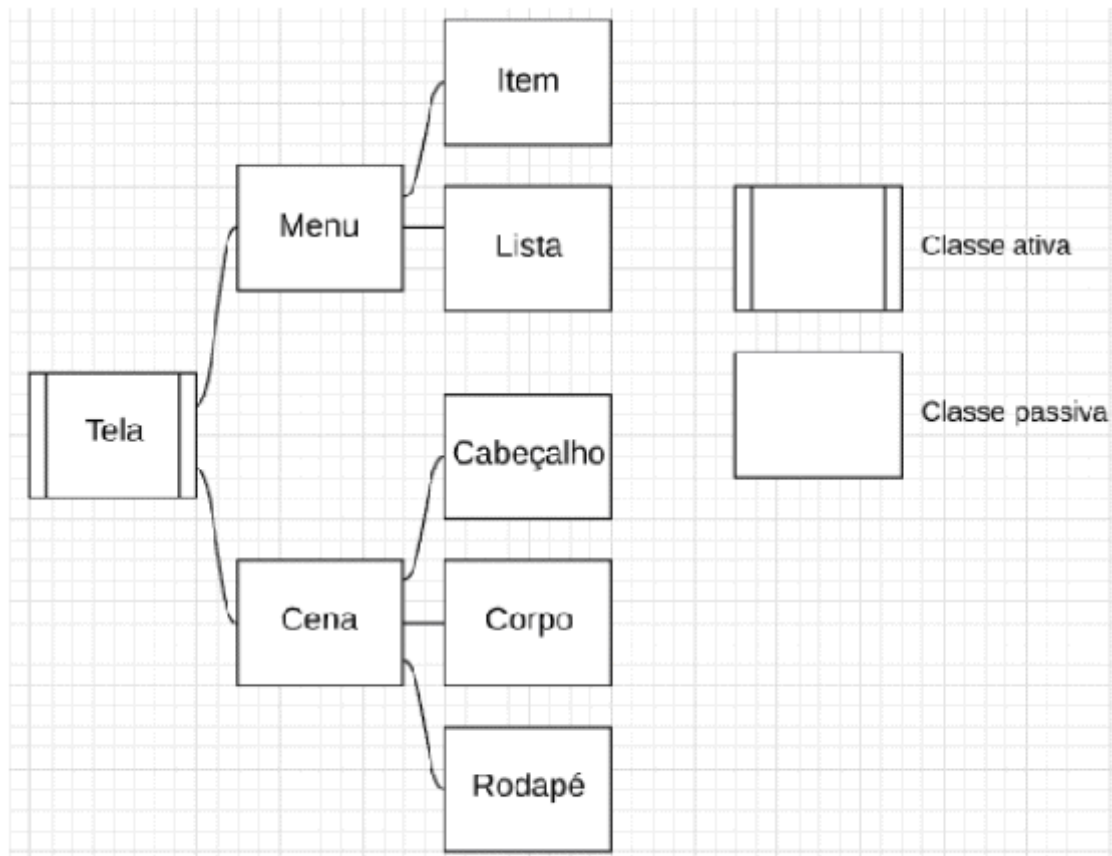 Item
Menu
Lista
Classe ativa
Tela
Classe passiva
Cabeçalho
Cena
Corpo
Rodapé